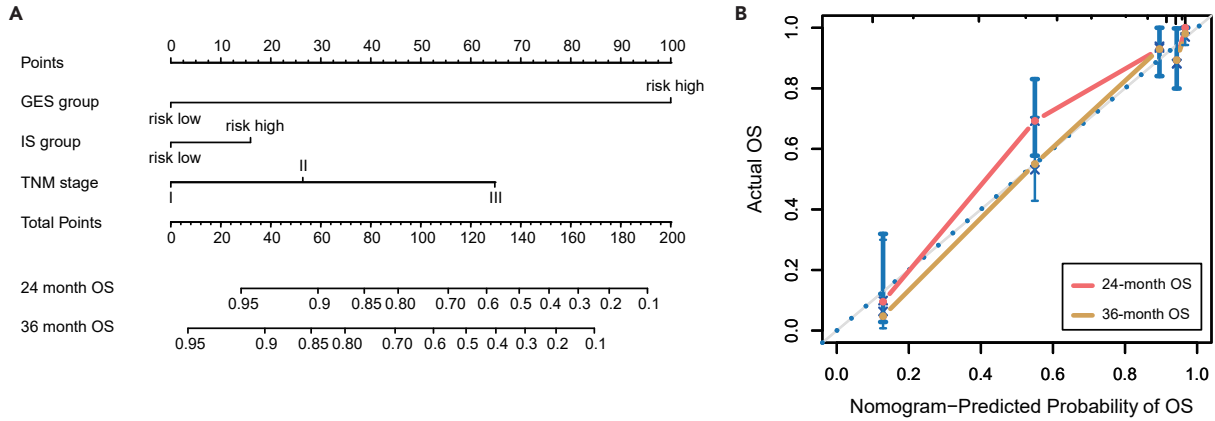 A
Points
0 10 20 30 40 50 60 70 80 90 100
GES group
risk low
risk high
IS group
risk low
risk high
TNM stage
I
II
III
Total Points
0 20 40 60 80 100 120 140 160 180 200
24 month OS
0.95 0.9 0.85 0.80 0.70 0.6 0.5 0.4 0.3 0.2 0.1
36 month OS
0.95 0.9 0.85 0.80 0.70 0.6 0.5 0.4 0.3 0.2 0.1
B
Actual OS
1.0
0.8
0.6
0.4
0.2
0.0
24-month OS
36-month OS
0.0 0.2 0.4 0.6 0.8 1.0
Nomogram−Predicted Probability of OS